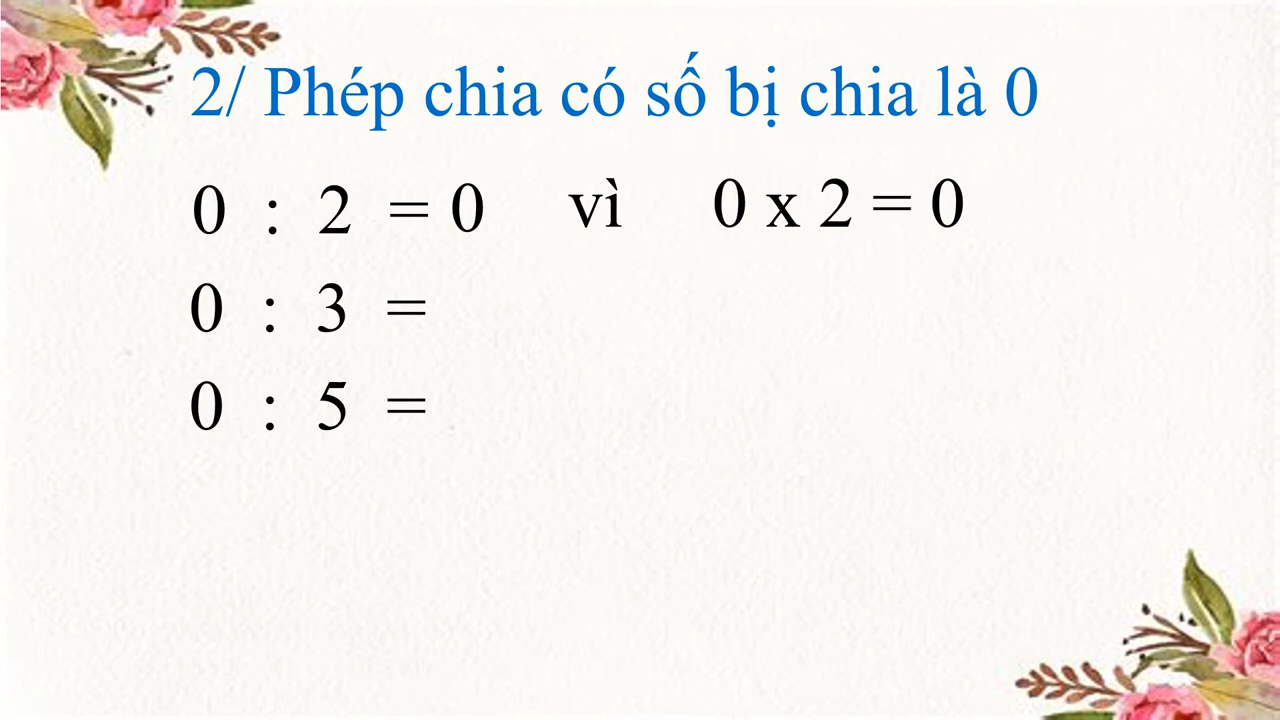 2/ Phép chia có số bị chia là 0
0 : 2 = 0 vì 0 x 2 = 0
0 : 3 =
0 : 5 =